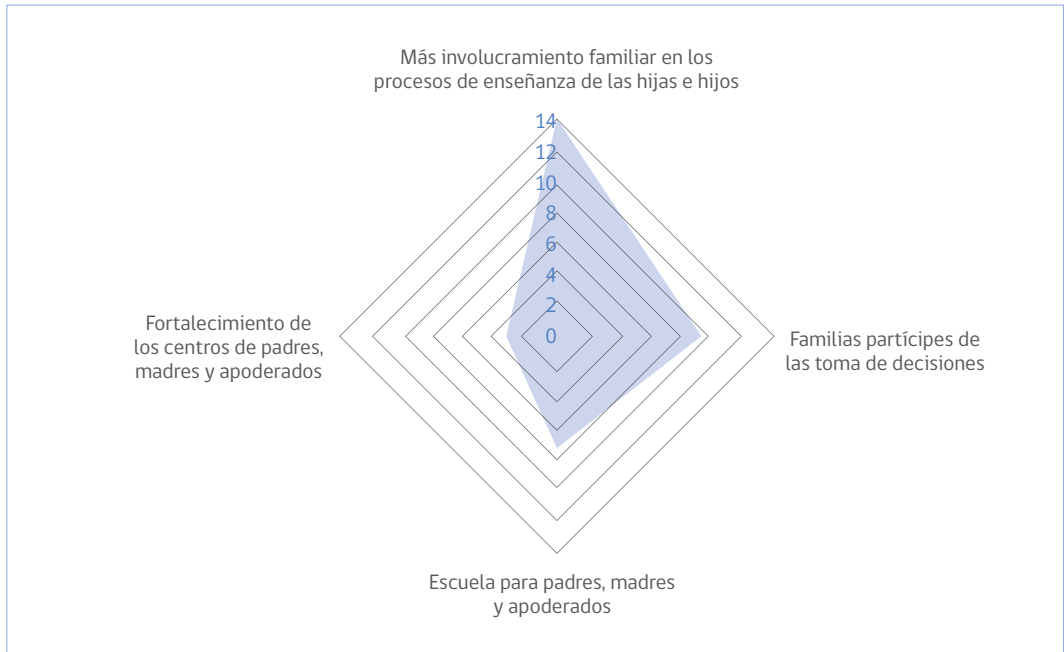 Más involucramiento familiar en los
procesos de enseñanza de las hijas e hijos
14
12
10
8
6
4
2
0
Fortalecimiento de
los centros de padres,
madres y apoderados
Familias partícipes de
las toma de decisiones
Escuela para padres, madres
y apoderados